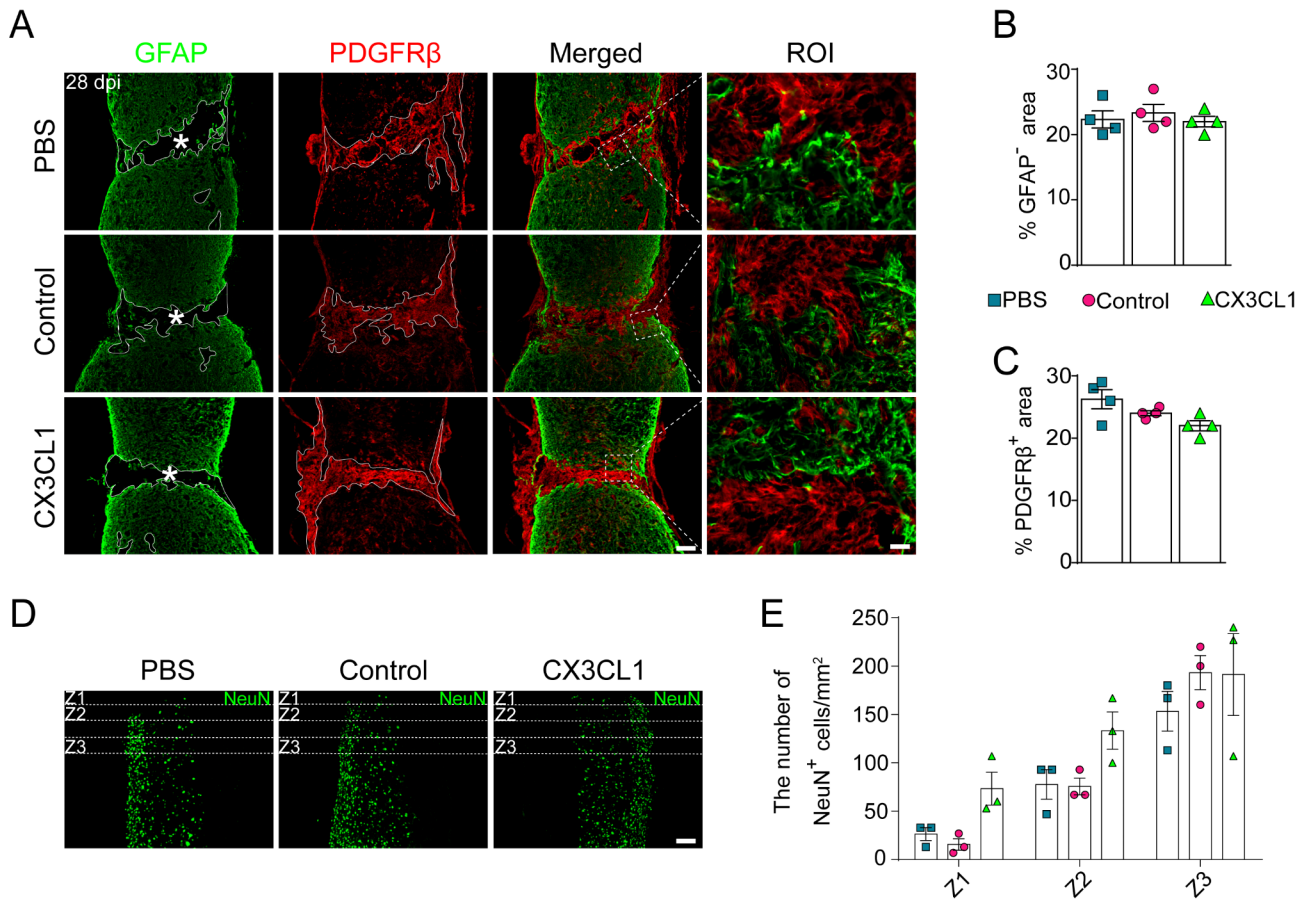 A
GFAP PDGFRβ Merged ROI
28 dpi
PBS
*
Control
*
CX3CL1
*
B
% GFAP⁻ area
40
20
0
PBS Control CX3CL1
C
% PDGFRβ⁺ area
30
20
10
0
D
PBS Control CX3CL1
Z1 NeuN Z1 NeuN Z1 NeuN
Z2 Z2 Z2
Z3 Z3 Z3
E
The number of
NeuN⁺ cells/mm²
250
200
150
100
50
0
Z1 Z2 Z3